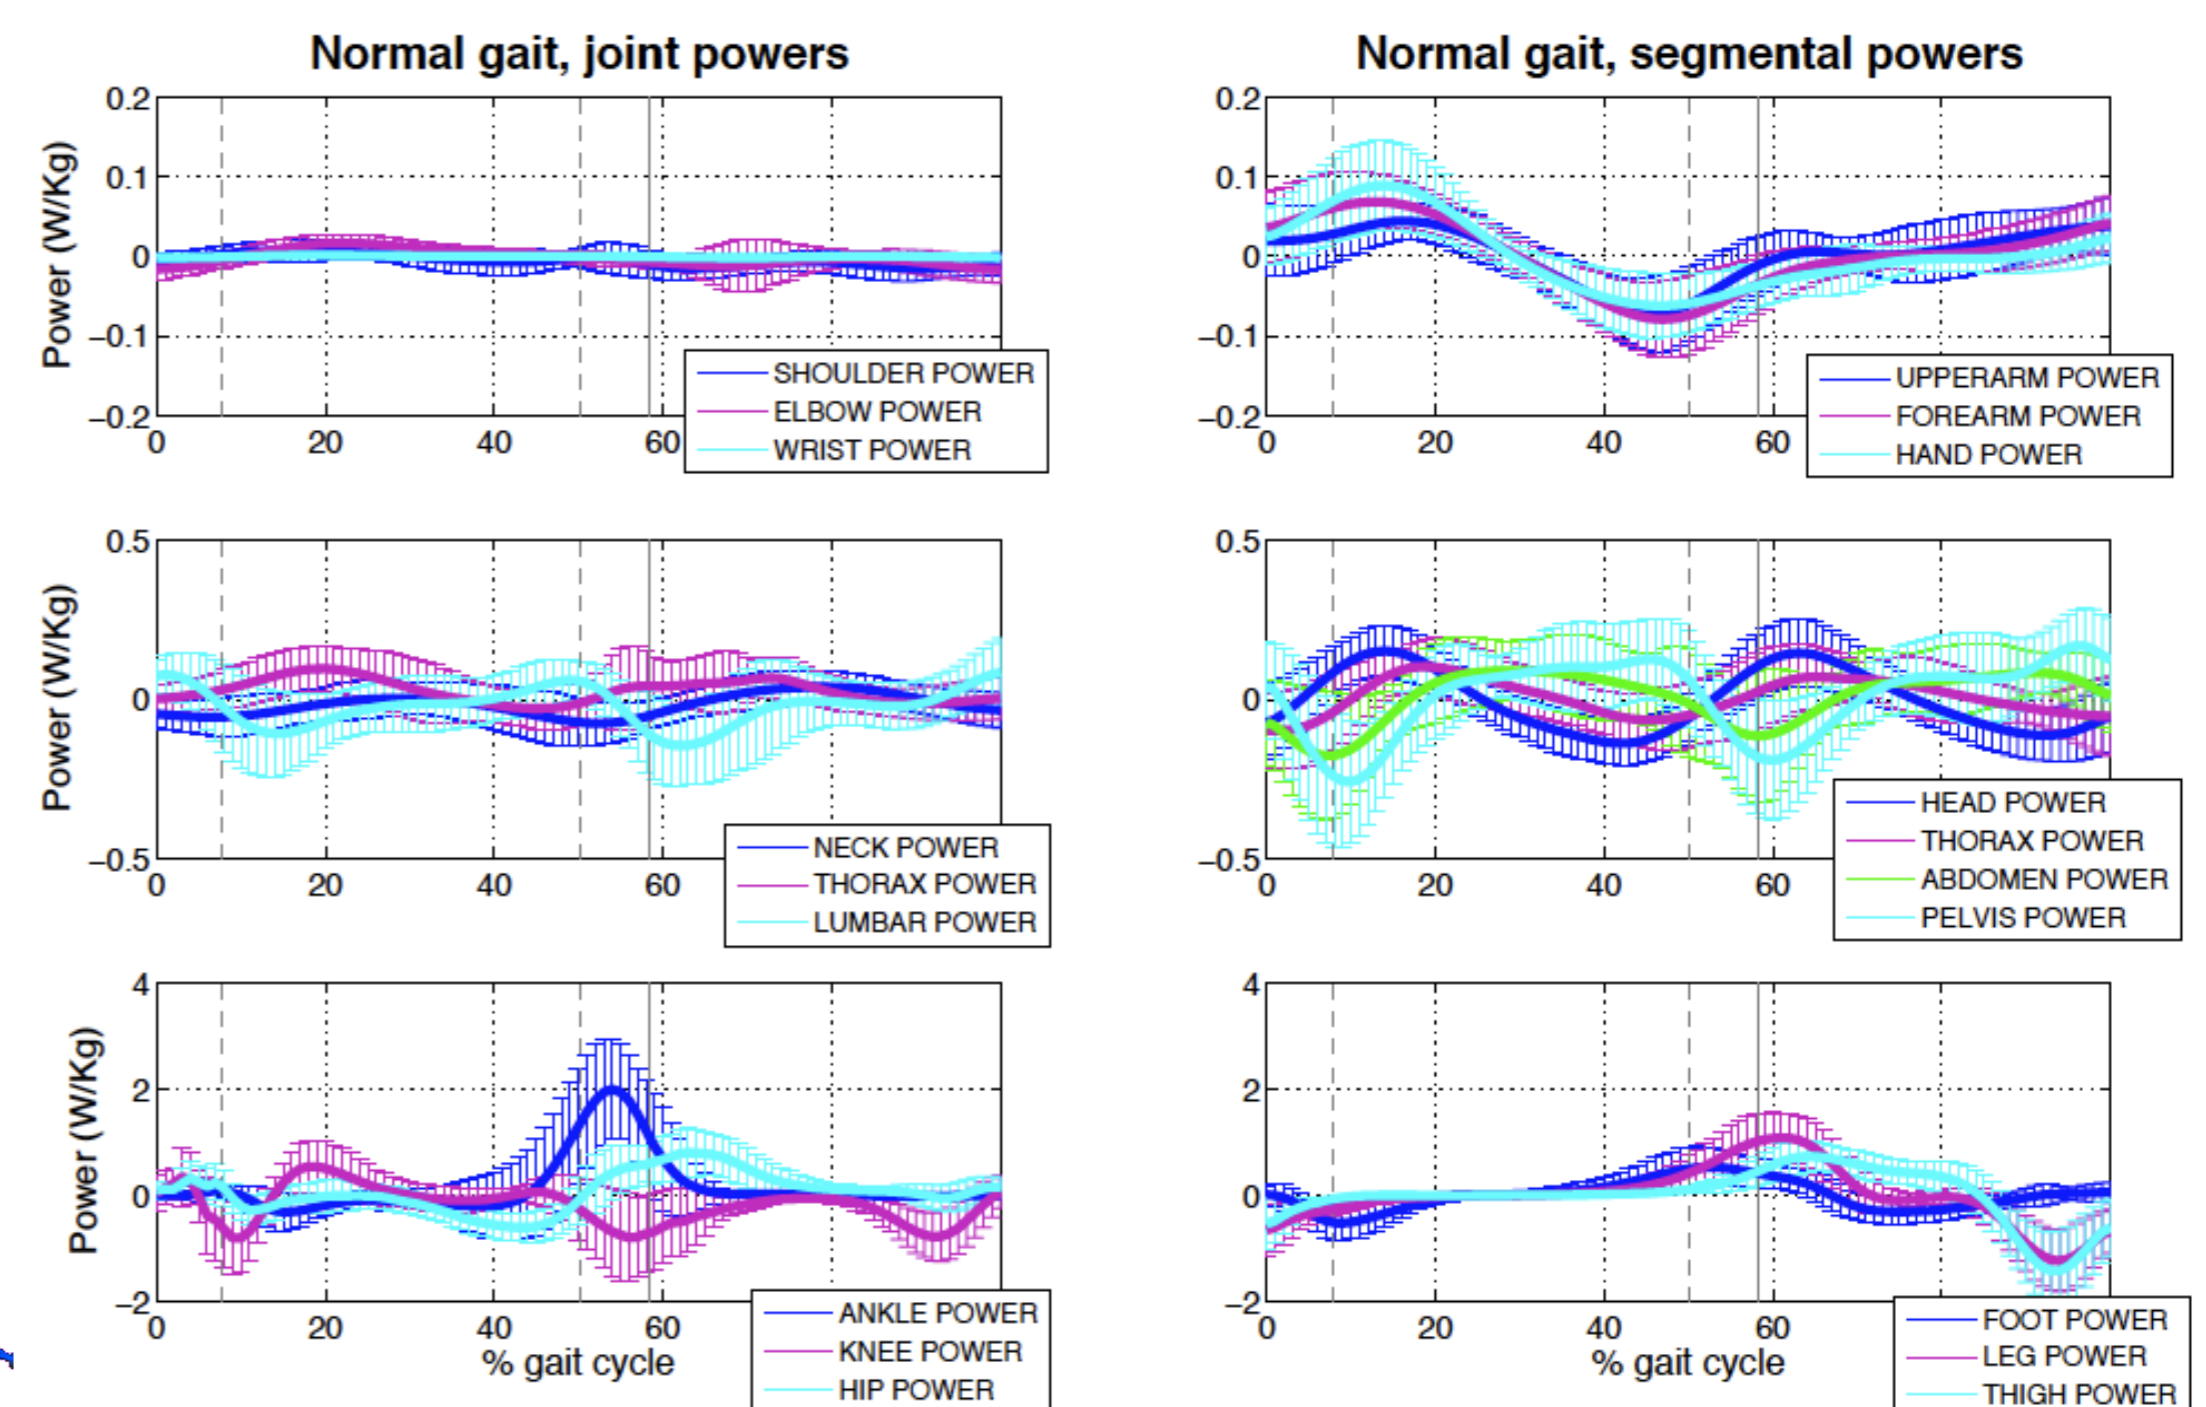 Normal gait, joint powers
Normal gait, segmental powers
Power (W/Kg)
0.2
0.1
0
−0.1
−0.2
0 20 40 60
SHOULDER POWER
ELBOW POWER
WRIST POWER
0.2
0.1
0
−0.1
−0.2
0 20 40 60
UPPERARM POWER
FOREARM POWER
HAND POWER
Power (W/Kg)
0.5
0
−0.5
0 20 40 60
NECK POWER
THORAX POWER
LUMBAR POWER
0.5
0
−0.5
0 20 40 60
HEAD POWER
THORAX POWER
ABDOMEN POWER
PELVIS POWER
Power (W/Kg)
4
2
0
−2
0 20 40 60
% gait cycle
ANKLE POWER
KNEE POWER
HIP POWER
4
2
0
−2
0 20 40 60
% gait cycle
FOOT POWER
LEG POWER
THIGH POWER